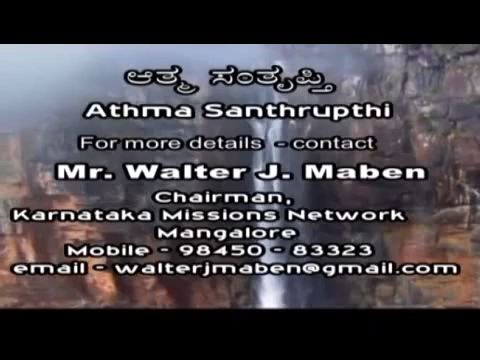 ಆತ್ಮ ಸಂತೃಪ್ತಿ
Athma Santhrupthi
For more details - contact
Mr. Walter J. Maben
Chairman,
Karnataka Missions Network
Mangalore
Mobile - 98450 - 83323
email - walterjmaben@gmail.com